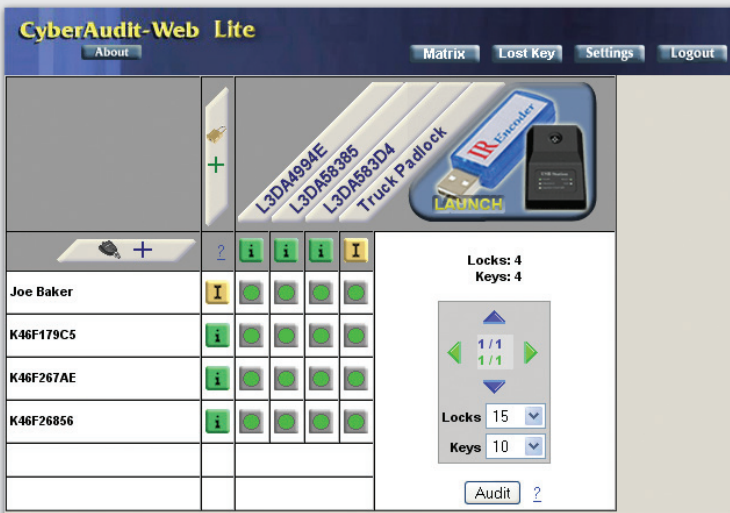 CyberAudit-Web Lite
About
Matrix Lost Key Settings Logout
L3DA4994E
L3DA58385
L3DA583D4
Truck Padlock
IR Encoder
LAUNCH
+
+ ? i i i I
Locks: 4
Keys: 4
Joe Baker I
K46F179C5 i
K46F267AE i
K46F26856 i
1 / 1
1 / 1
Locks 15
Keys 10
Audit ?